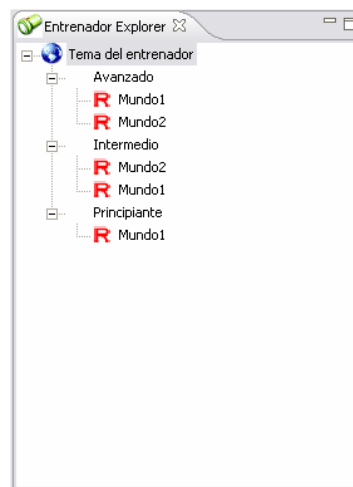 Entrenador Explorer
Tema del entrenador
Avanzado
R Mundo1
R Mundo2
Intermedio
R Mundo2
R Mundo1
Principiante
R Mundo1